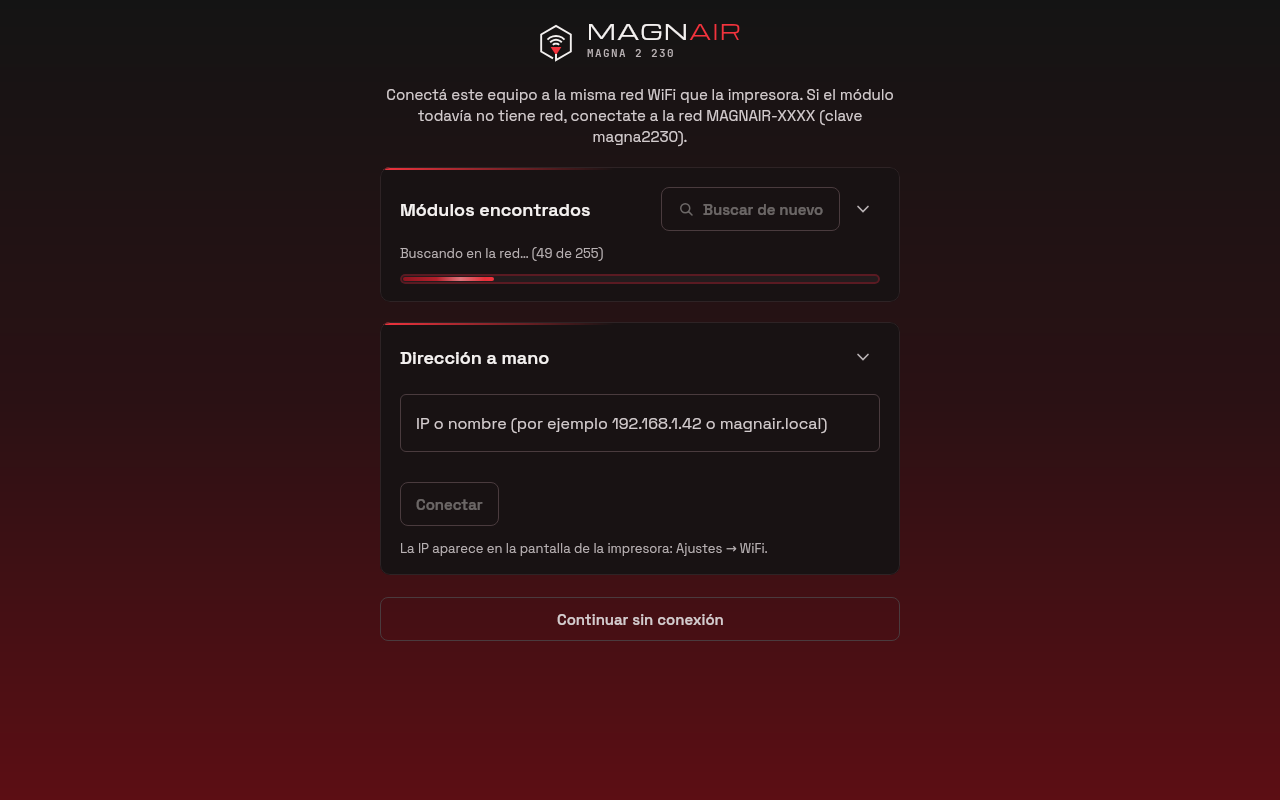 MAGNAIR
MAGNA 2 230
Conectá este equipo a la misma red WiFi que la impresora. Si el módulo
todavía no tiene red, conectate a la red MAGNAIR-XXXX (clave
magna2230).
Módulos encontrados
Buscar de nuevo
Buscando en la red… (49 de 255)
Dirección a mano
IP o nombre (por ejemplo 192.168.1.42 o magnair.local)
Conectar
La IP aparece en la pantalla de la impresora: Ajustes → WiFi.
Continuar sin conexión